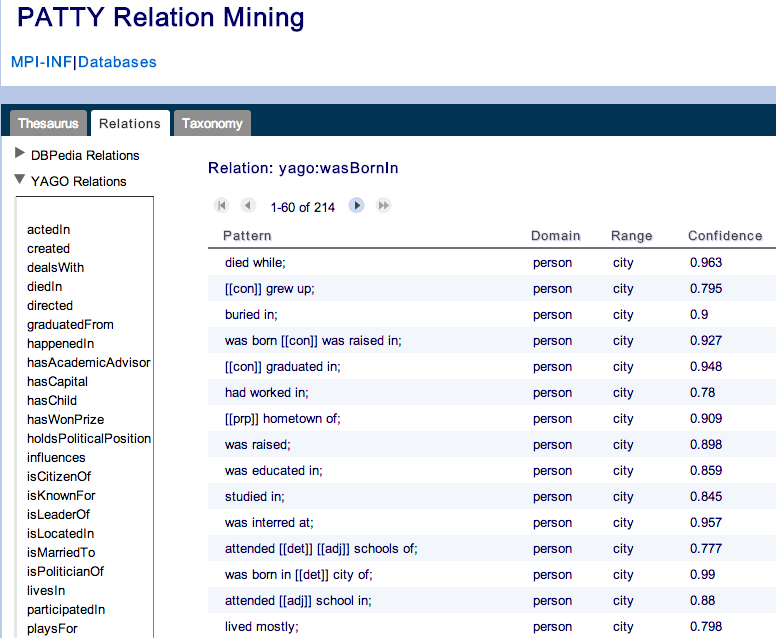 PATTY Relation Mining
MPI-INF|Databases
Thesaurus Relations Taxonomy
DBPedia Relations
YAGO Relations
actedIn
created
dealsWith
diedIn
directed
graduatedFrom
happenedIn
hasAcademicAdvisor
hasCapital
hasChild
hasWonPrize
holdsPoliticalPosition
influences
isCitizenOf
isKnownFor
isLeaderOf
isLocatedIn
isMarriedTo
isPoliticianOf
livesIn
participatedIn
playsFor
Relation: yago:wasBornIn
1-60 of 214
Pattern Domain Range Confidence
died while; person city 0.963
[[con]] grew up; person city 0.795
buried in; person city 0.9
was born [[con]] was raised in; person city 0.927
[[con]] graduated in; person city 0.948
had worked in; person city 0.78
[[prp]] hometown of; person city 0.909
was raised; person city 0.898
was educated in; person city 0.859
studied in; person city 0.845
was interred at; person city 0.957
attended [[det]] [[adj]] schools of; person city 0.777
was born in [[det]] city of; person city 0.99
attended [[adj]] school in; person city 0.88
lived mostly; person city 0.798